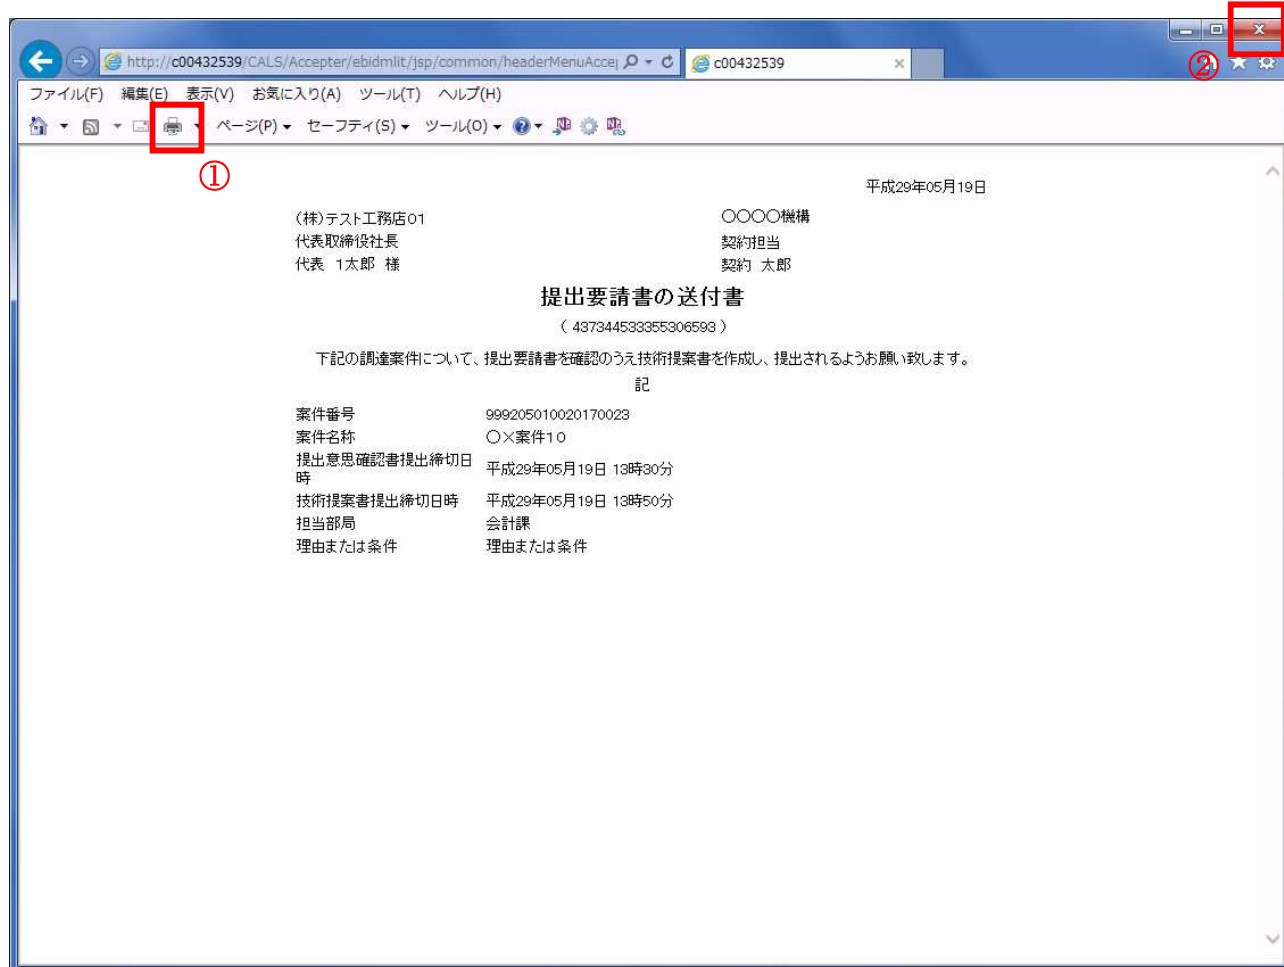 http://c00432539/CALS/Accepter/ebidmlit/jsp/common/headerMenuAccep
c00432539
②
ファイル(F) 編集(E) 表示(V) お気に入り(A) ツール(T) ヘルプ(H)
ページ(P) セーフティ(S) ツール(O)
①
平成29年05月19日
(株)テスト工務店01 〇〇〇〇機構
代表取締役社長 契約担当
代表 1太郎 様 契約 太郎
提出要請書の送付書
( 437344533355306593 )
下記の調達案件について、提出要請書を確認のうえ技術提案書を作成し、提出されるようお願い致します。
記
案件番号 999205010020170023
案件名称 〇×案件10
提出意思確認書提出締切日
時 平成29年05月19日 13時30分
技術提案書提出締切日時 平成29年05月19日 13時50分
担当部局 会計課
理由または条件 理由または条件